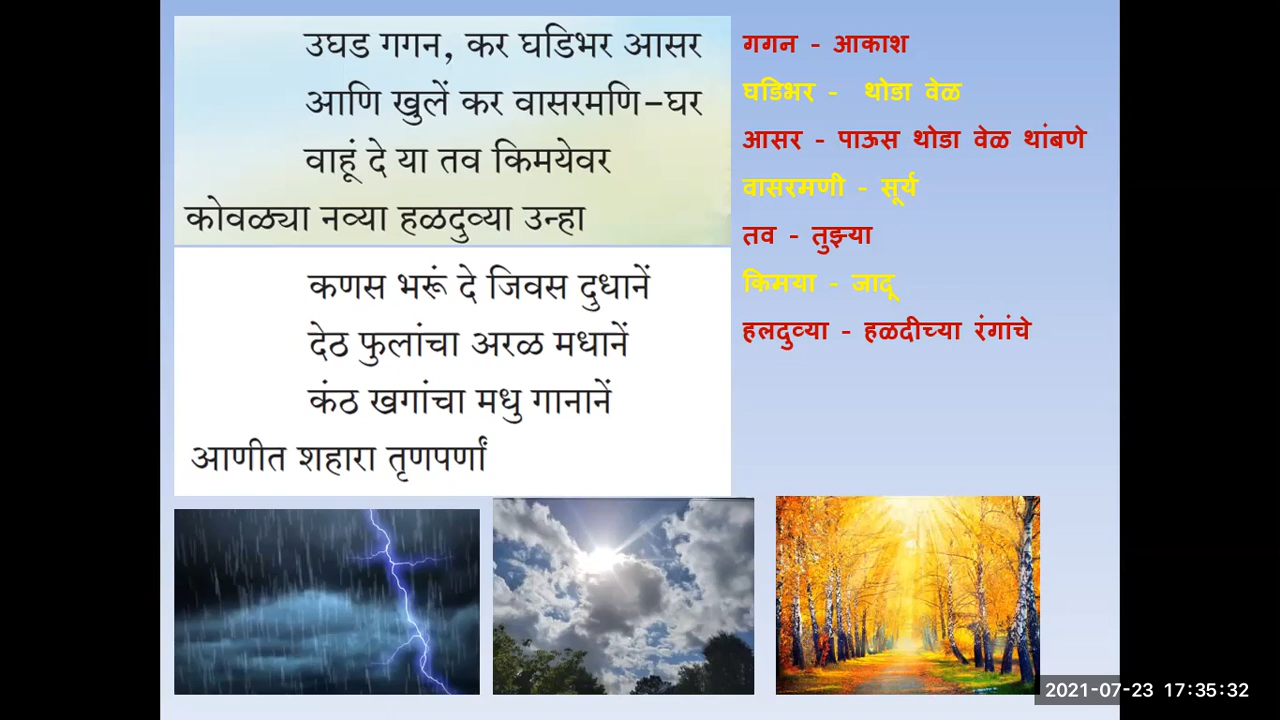 उघड गगन, कर घडिभर आसर
आणि खुलें कर वासरमणि-घर
वाहूं दे या तव किमयेवर
कोवळ्या नव्या हळदुव्या उन्हा
कणस भरूं दे जिवस दुधानें
देठ फुलांचा अरळ मधानें
कंठ खगांचा मधु गानानें
आणीत शहारा तृणपर्णां
गगन - आकाश
घडिभर - थोडा वेळ
आसर - पाऊस थोडा वेळ थांबणे
वासरमणी - सूर्य
तव - तुझ्या
किमया - जादू
हलदुव्या - हळदीच्या रंगांचे
2021-07-23 17:35:32